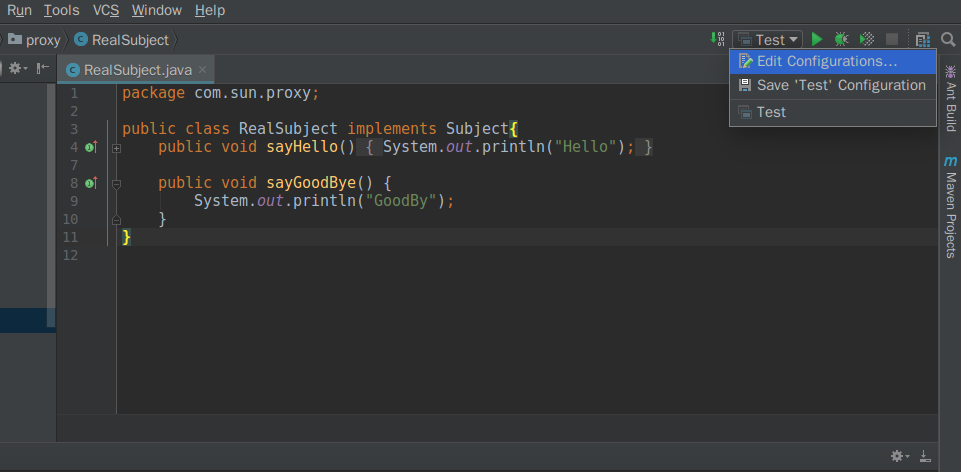 Run Tools VCS Window Help
proxy RealSubject Test
Edit Configurations...
Save 'Test' Configuration
Test
RealSubject.java
1 package com.sun.proxy;
2
3 public class RealSubject implements Subject{
4 public void sayHello() { System.out.println("Hello"); }
7
8 public void sayGoodBye() {
9 System.out.println("GoodBy");
10 }
11 }
12
Ant Build
m Maven Projects